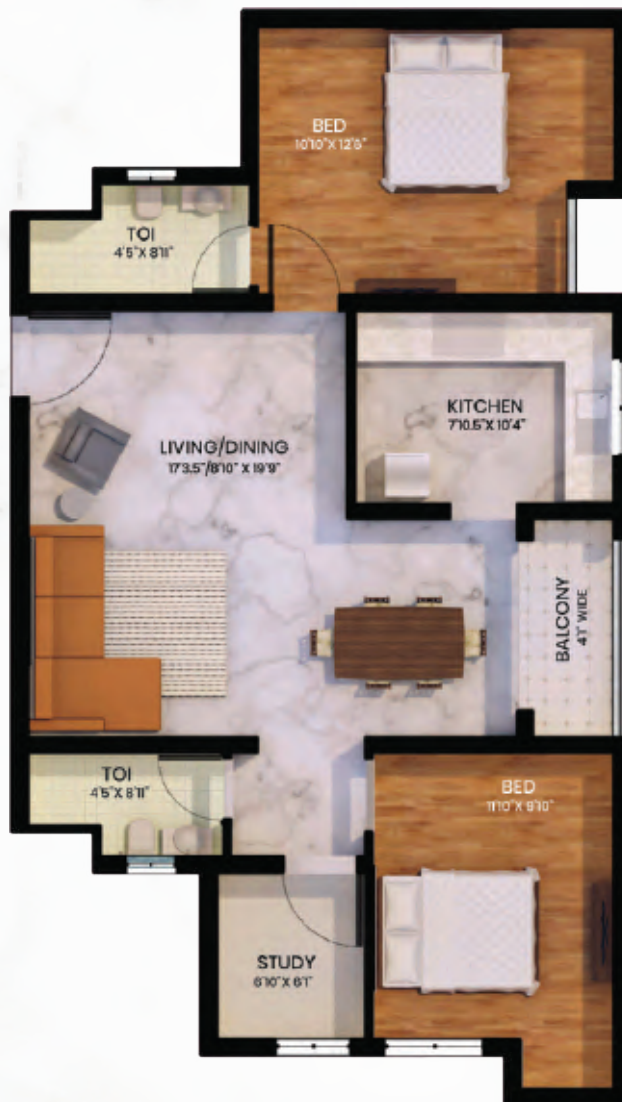 BED
10'10"X 12'6"
TOI
4'5"X 8'11"
KITCHEN
7'10.5"X 10'4"
LIVING/DINING
17'3.5"/8'10" X 19'9"
BALCONY
4'1" WIDE
TOI
4'5"X 8'11"
BED
11'10"X 9'10"
STUDY
6'10"X 6'1"